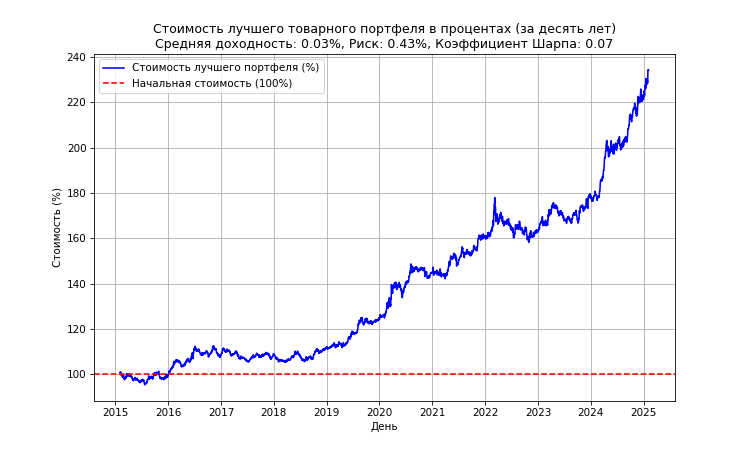 Стоимость лучшего товарного портфеля в процентах (за десять лет)
Средняя доходность: 0.03%, Риск: 0.43%, Коэффициент Шарпа: 0.07
240
Стоимость лучшего портфеля (%)
Начальная стоимость (100%)
220
200
180
160
140
120
100
Стоимость (%)
2015 2016 2017 2018 2019 2020 2021 2022 2023 2024 2025
День